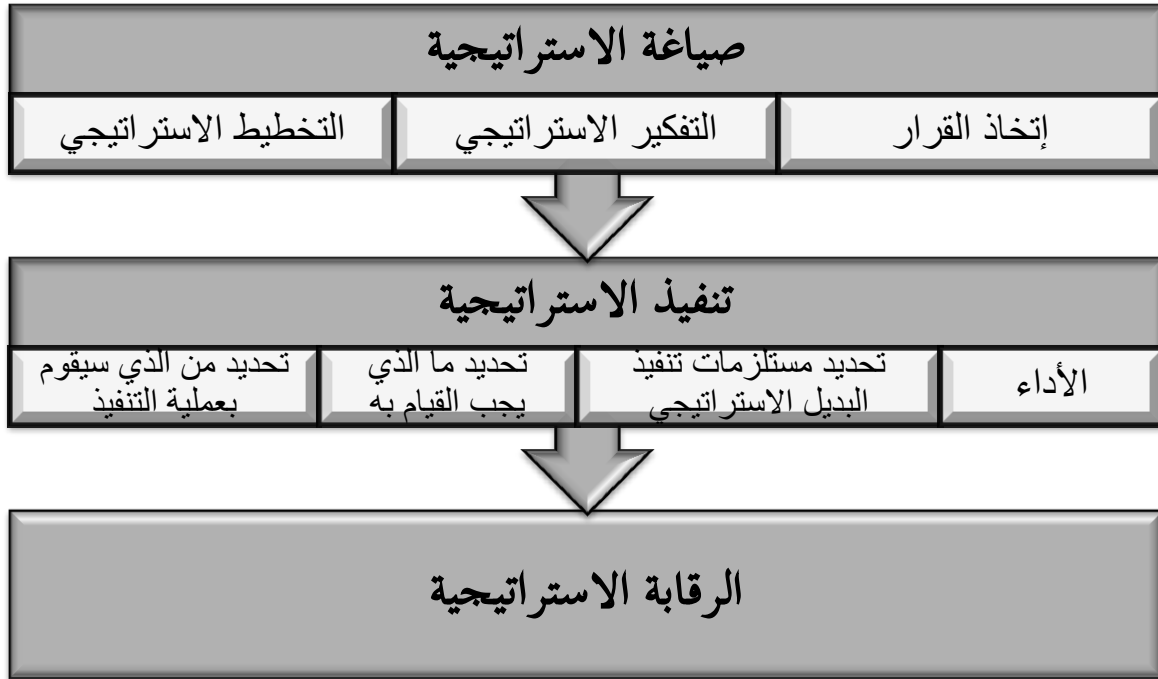 صياغة الاستراتيجية
إتخاذ القرار
التفكير الاستراتيجي
التخطيط الاستراتيجي
تنفيذ الاستراتيجية
الأداء
تحديد مستلزمات تنفيذ
البديل الاستراتيجي
تحديد ما الذي
يجب القيام به
تحديد من الذي سيقوم
بعملية التنفيذ
الرقابة الاستراتيجية